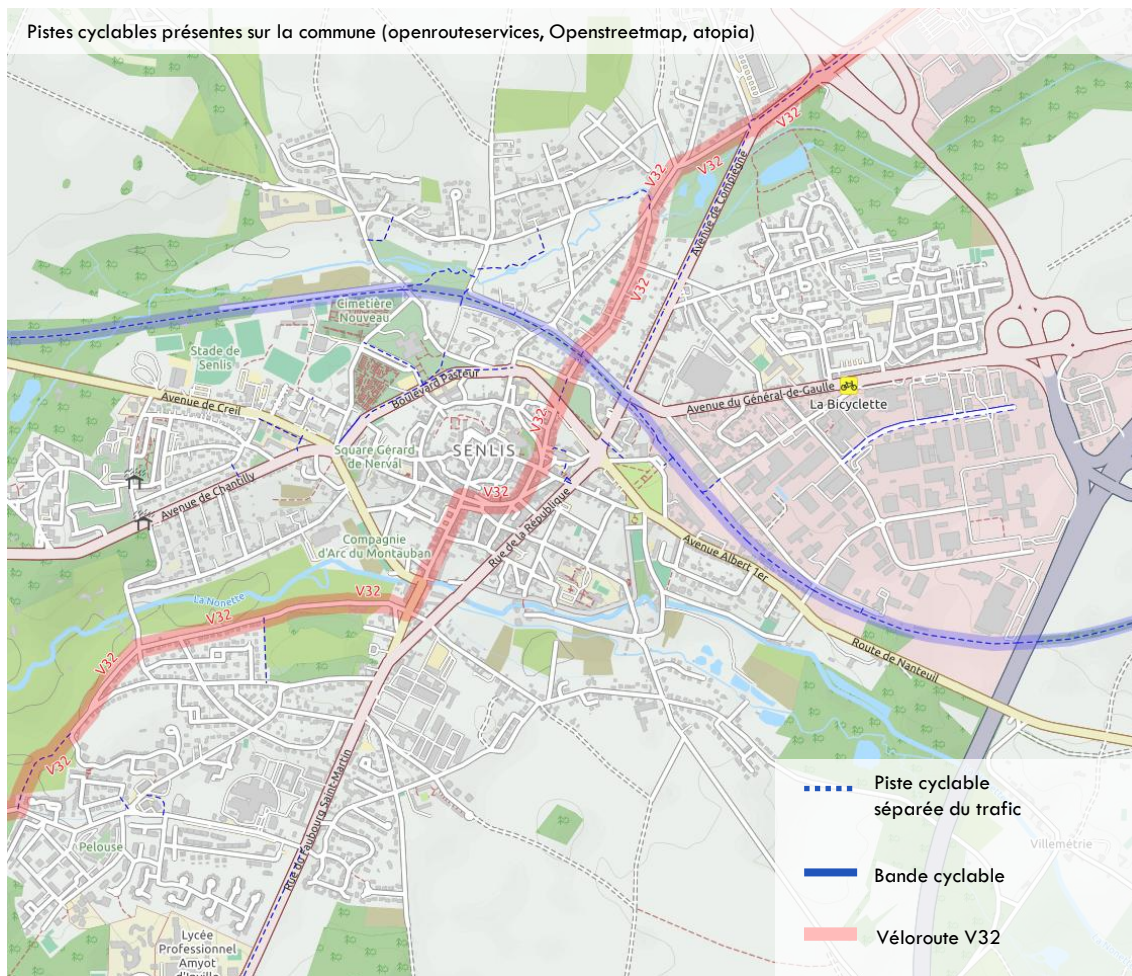 Pistes cyclables présentes sur la commune (openrouteservices, Openstreetmap, atopia)
V32
V32
V32
V32
Avenue de Compiègne
Cimetière
Nouveau
Stade de
Senlis
Boulevard Pasteur
Avenue de Creil
Avenue du Général-de-Gaulle
La Bicyclette
V32
SENLIS
Square Gérard
de Nerval
V32
Avenue de Chantilly
Rue de la République
Compagnie
d'Arc du Montauban
Avenue Albert 1er
La Nonette
V32
V32
V32
Route de Nanteuil
V32
Rue du Faubourg Saint-Martin
Pelouse
Lycée
Professionnel
Amyot
d'Inville
Piste cyclable
séparée du trafic
Villemétrie
Bande cyclable
Véloroute V32